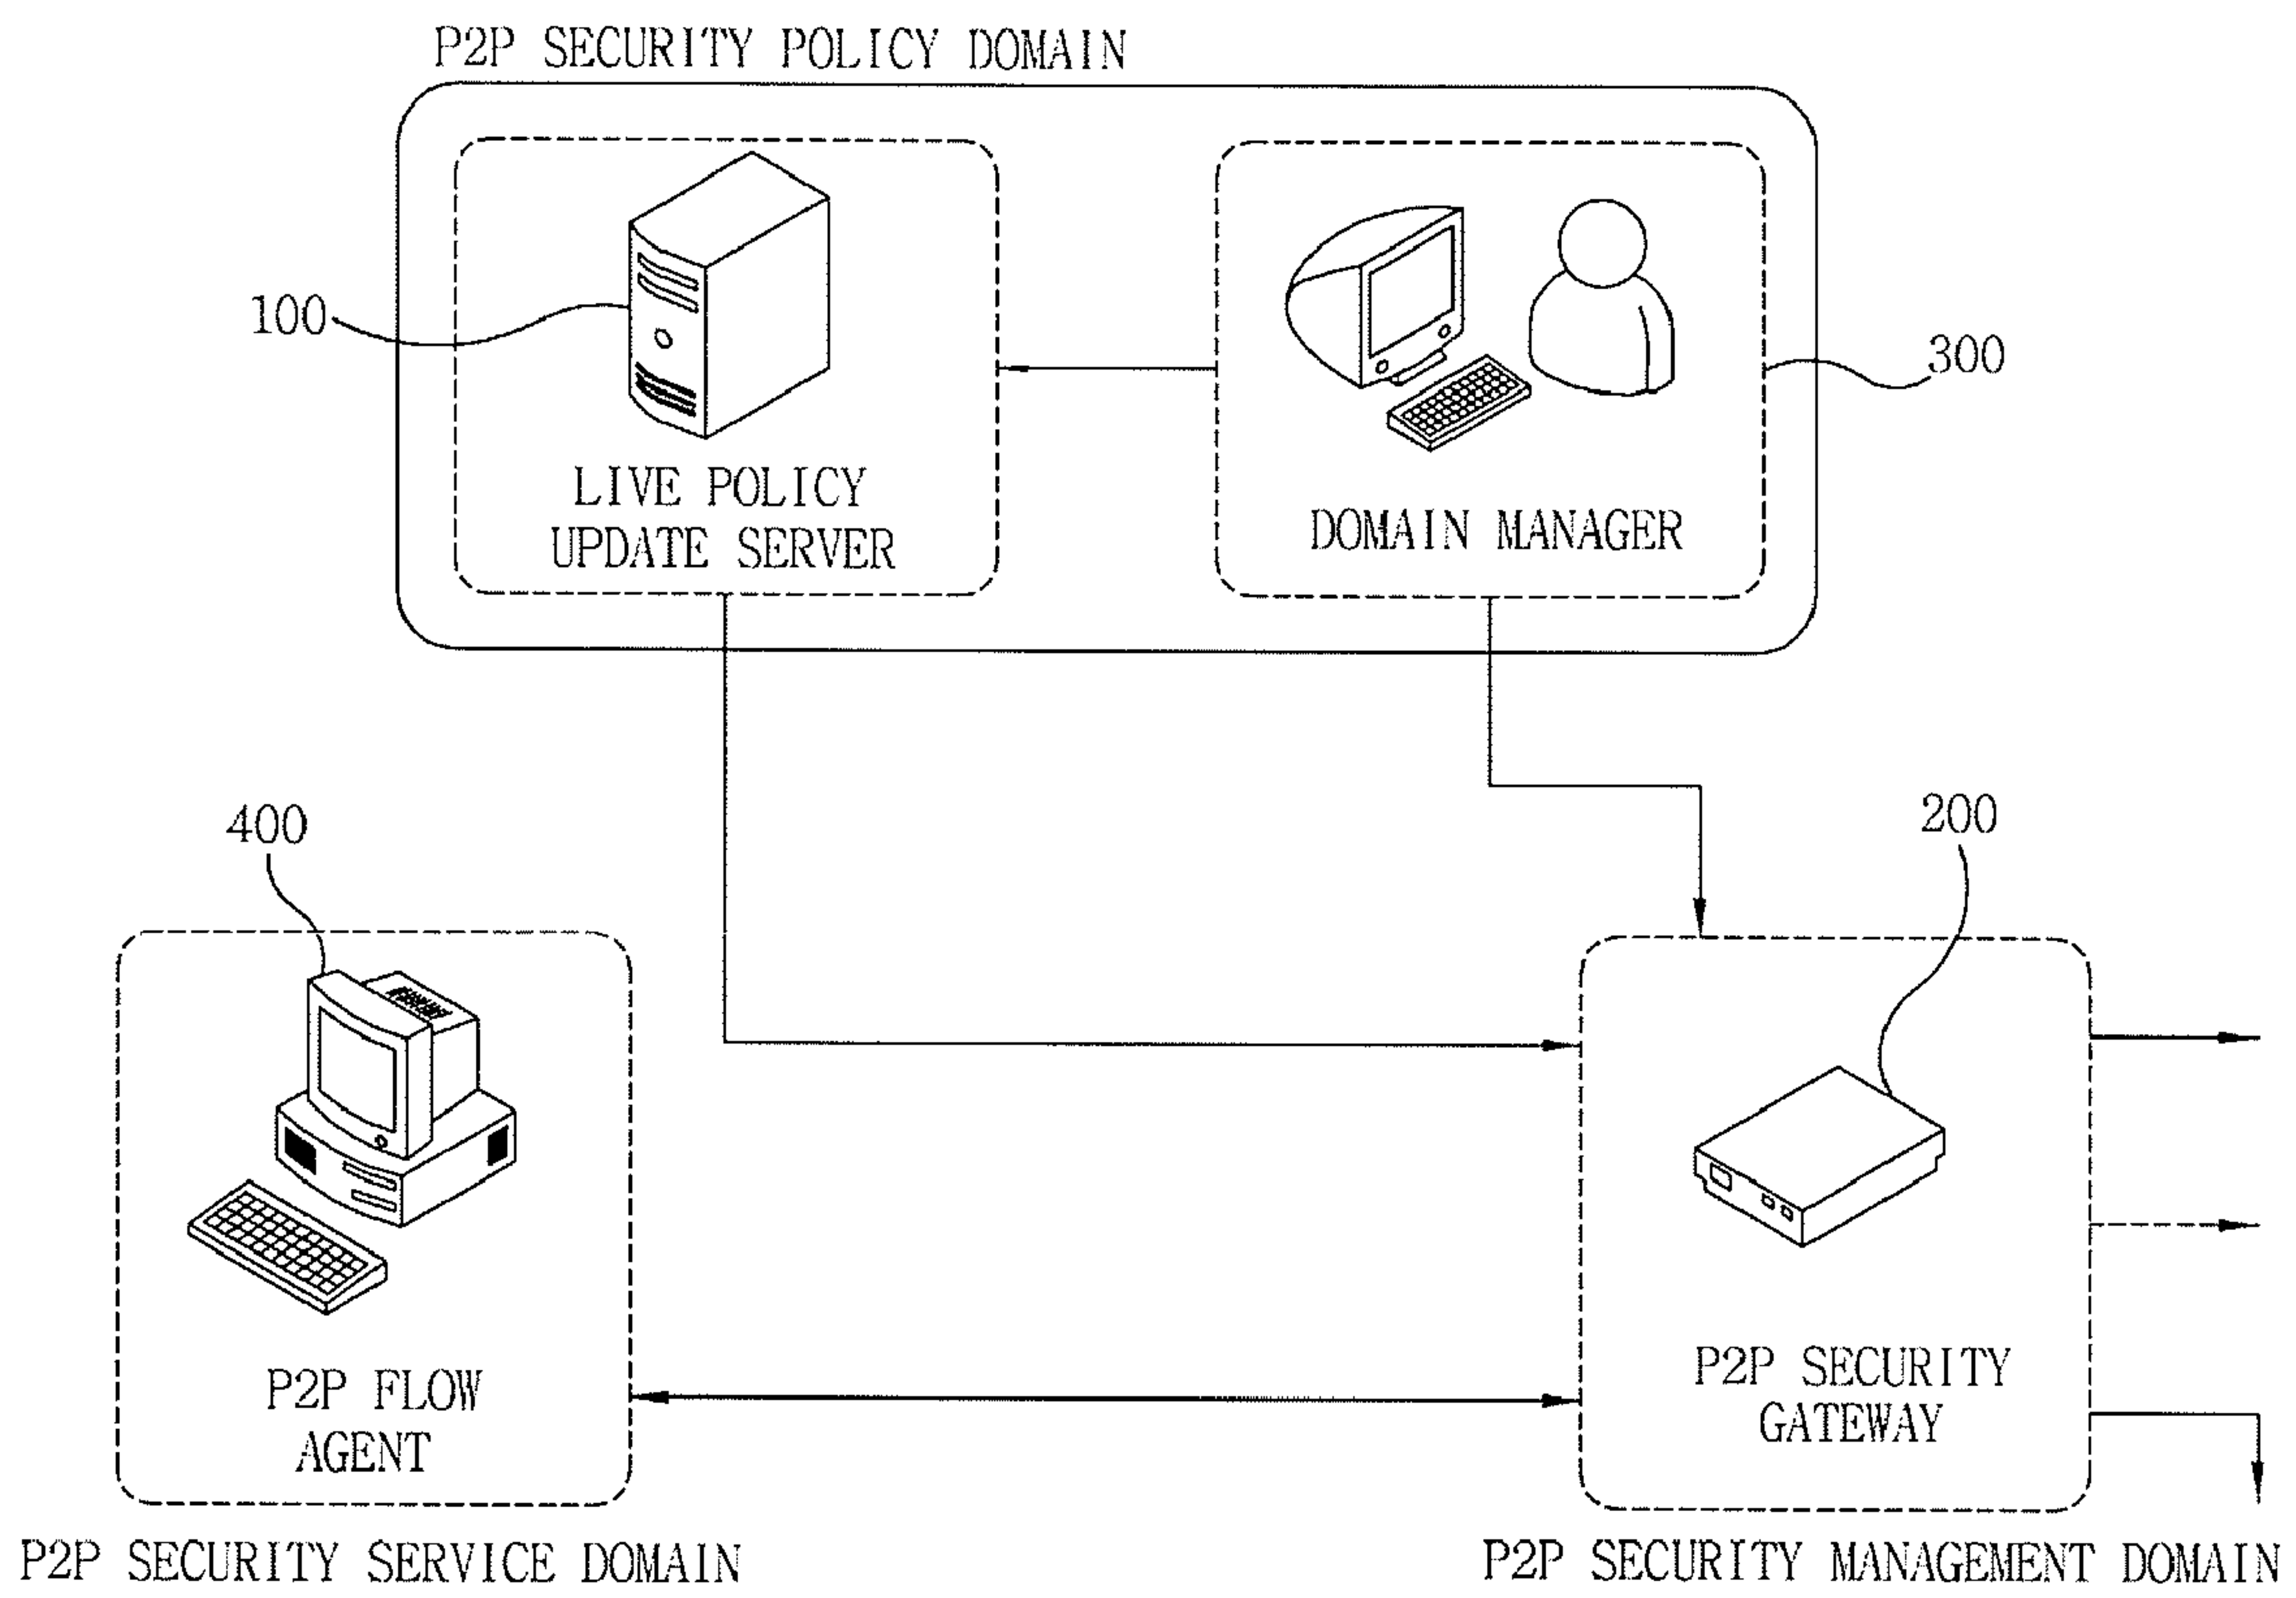 P2P SECURITY POLICY DOMAIN
100
LIVE POLICY
UPDATE SERVER
DOMAIN MANAGER
300
400
P2P FLOW
AGENT
P2P SECURITY SERVICE DOMAIN
200
P2P SECURITY
GATEWAY
P2P SECURITY MANAGEMENT DOMAIN